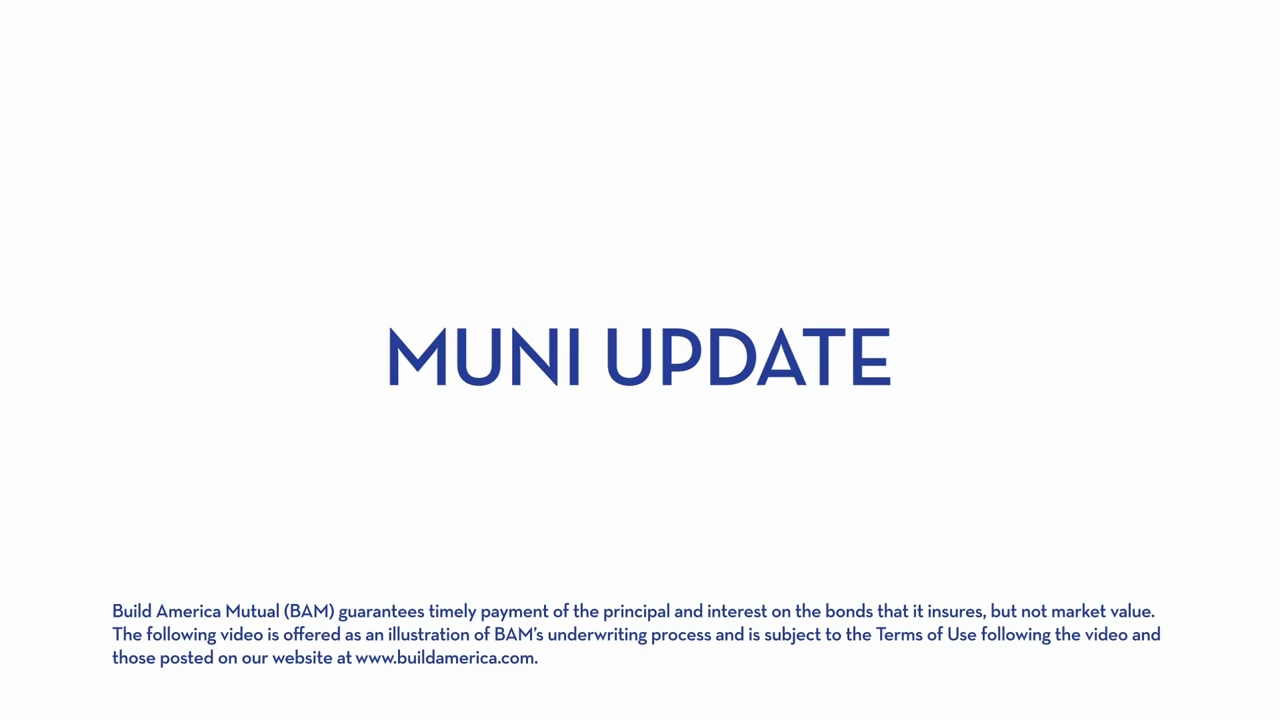 MUNI UPDATE
Build America Mutual (BAM) guarantees timely payment of the principal and interest on the bonds that it insures, but not market value.
The following video is offered as an illustration of BAM’s underwriting process and is subject to the Terms of Use following the video and
those posted on our website at www.buildamerica.com.